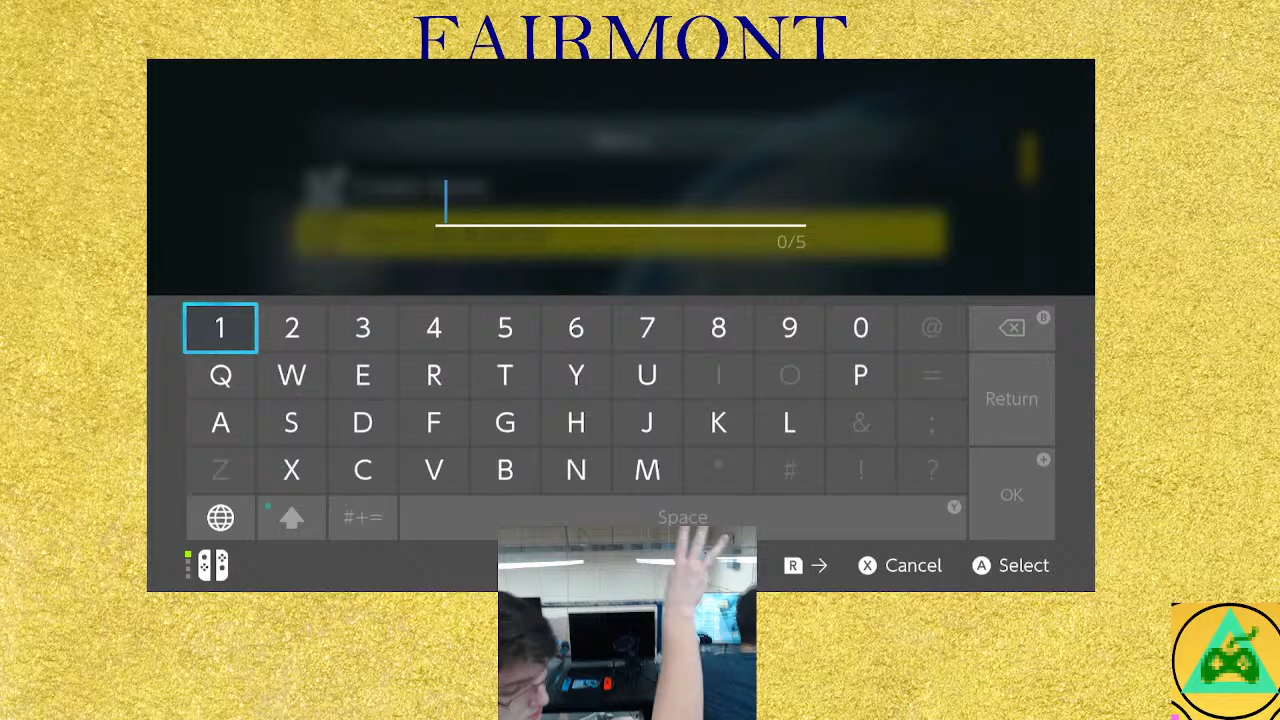 FAIRMONT
0/5
1 2 3 4 5 6 7 8 9 0 @
B
Q W E R T Y U I O P =
Return
A S D F G H J K L & ;
Z X C V B N M * # ! ?
+
OK
#+= Space
Y
R → X Cancel A Select